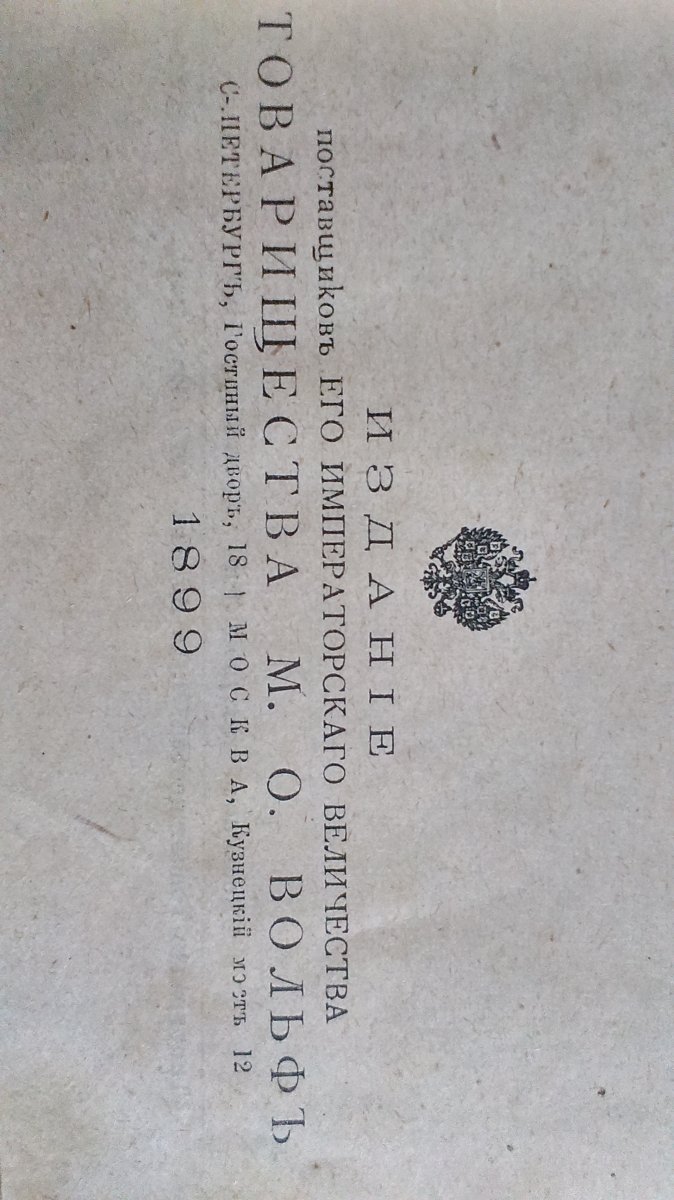 ИЗДАНІЕ
поставщиковъ ЕГО ИМПЕРАТОРСКАГО ВЕЛИЧЕСТВА
ТОВАРИЩЕСТВА М. О. ВОЛЬФЪ
С.-ПЕТЕРБУРГЪ, Гостиный дворъ, 18 | МОСКВА, Кузнецкій мостъ 12
1899